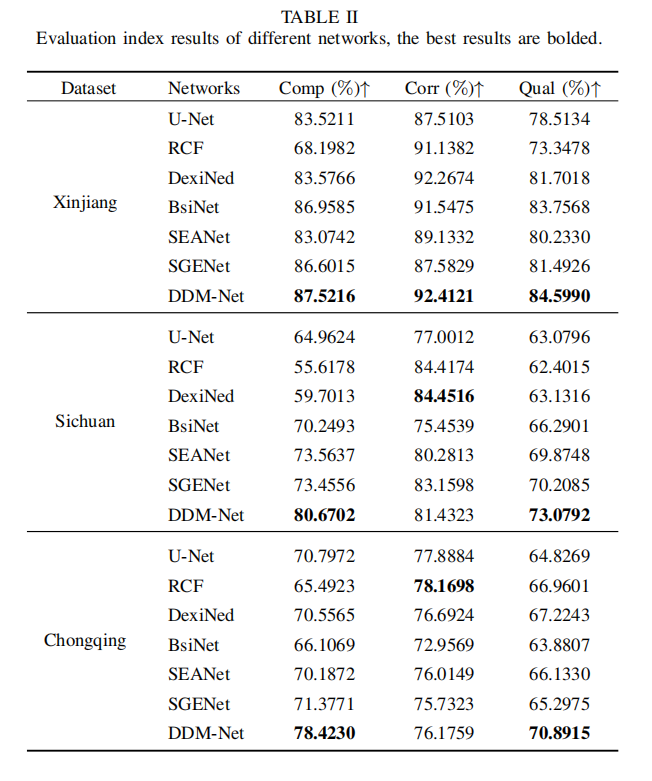 TABLE II
Evaluation index results of different networks, the best results are bolded.
Dataset Networks Comp (%)↑ Corr (%)↑ Qual (%)↑
U-Net 83.5211 87.5103 78.5134
RCF 68.1982 91.1382 73.3478
DexiNed 83.5766 92.2674 81.7018
Xinjiang BsiNet 86.9585 91.5475 83.7568
SEANet 83.0742 89.1332 80.2330
SGENet 86.6015 87.5829 81.4926
DDM-Net 87.5216 92.4121 84.5990
U-Net 64.9624 77.0012 63.0796
RCF 55.6178 84.4174 62.4015
DexiNed 59.7013 84.4516 63.1316
Sichuan BsiNet 70.2493 75.4539 66.2901
SEANet 73.5637 80.2813 69.8748
SGENet 73.4556 83.1598 70.2085
DDM-Net 80.6702 81.4323 73.0792
U-Net 70.7972 77.8884 64.8269
RCF 65.4923 78.1698 66.9601
DexiNed 70.5565 76.6924 67.2243
Chongqing BsiNet 66.1069 72.9569 63.8807
SEANet 70.1872 76.0149 66.1330
SGENet 71.3771 75.7323 65.2975
DDM-Net 78.4230 76.1759 70.8915